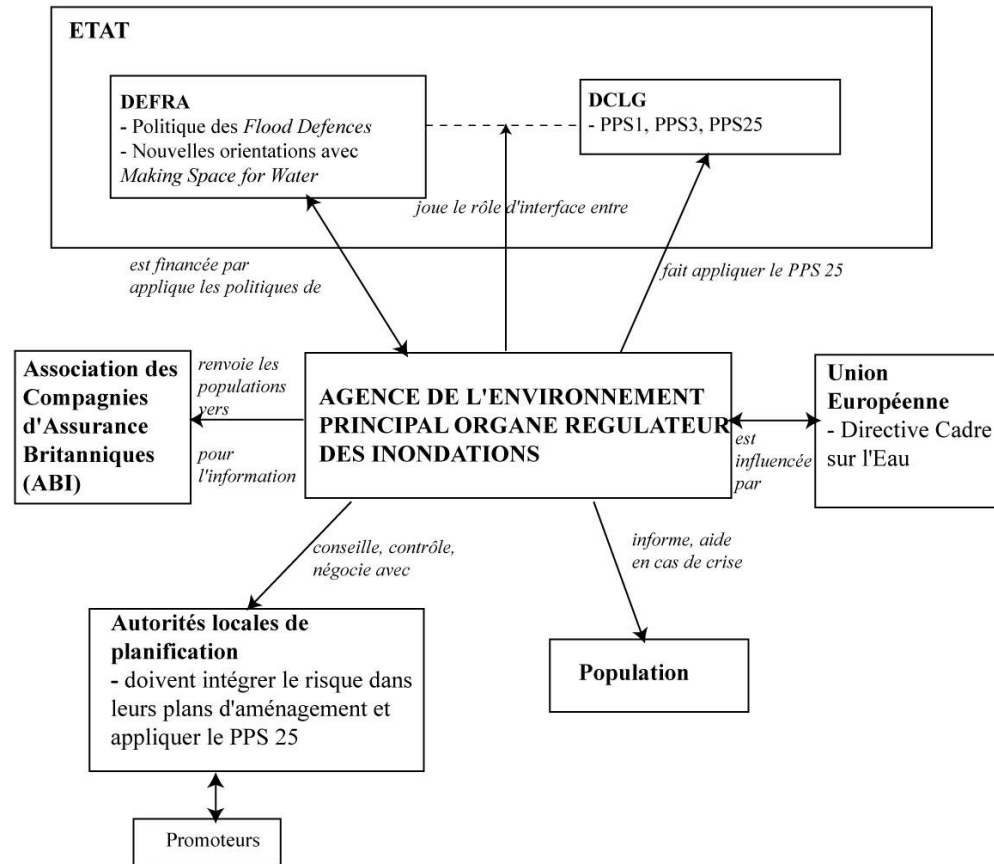 ETAT
DEFRA
- Politique des Flood Defences
- Nouvelles orientations avec
Making Space for Water
DCLG
- PPS1, PPS3, PPS25
joue le rôle d'interface entre
est financée par
applique les politiques de
fait appliquer le PPS 25
Association des
Compagnies
d'Assurance
Britanniques
(ABI)
renvoie les
populations
vers
pour
l'information
AGENCE DE L'ENVIRONNEMENT
PRINCIPAL ORGANE REGULATEUR
DES INONDATIONS
est
influencée
par
Union
Européenne
- Directive Cadre
sur l'Eau
conseille, contrôle,
négocie avec
informe, aide
en cas de crise
Autorités locales de
planification
- doivent intégrer le risque dans
leurs plans d'aménagement et
appliquer le PPS 25
Population
Promoteurs